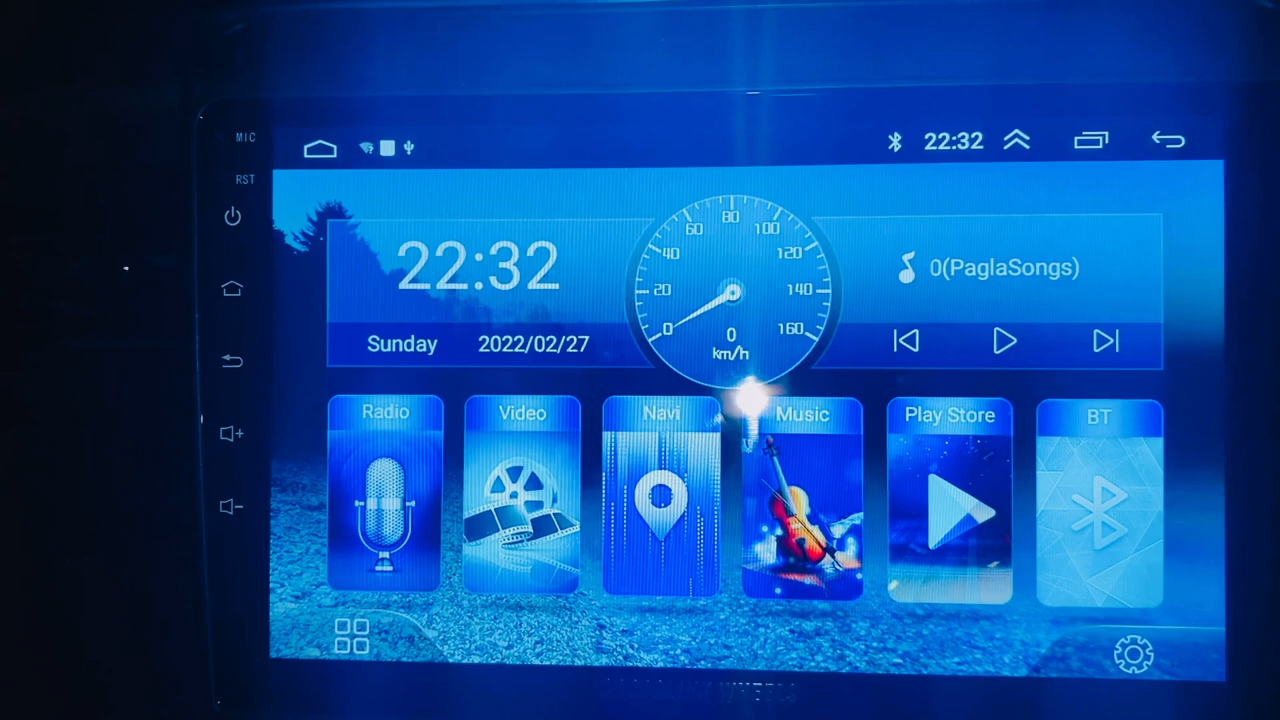 MIC
22:32
RST
22:32
0(PaglaSongs)
Sunday 2022/02/27
0 20 40 60 80 100 120 140 160
0
km/h
Radio Video Navi Music Play Store BT